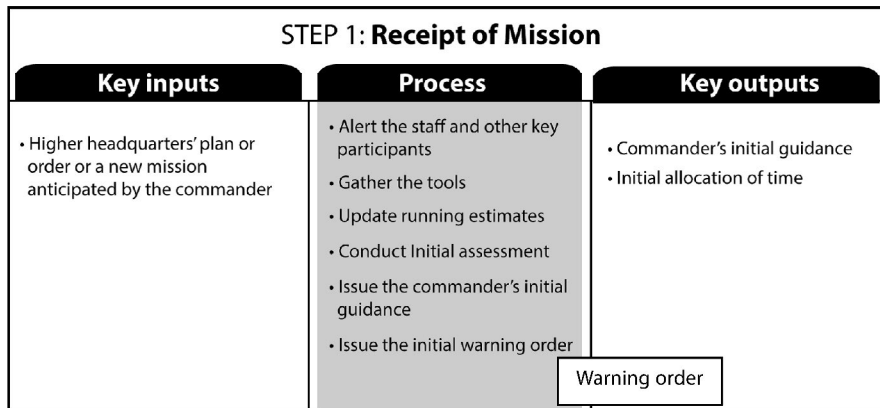 STEP 1: Receipt of Mission
Key inputs
• Higher headquarters’ plan or
order or a new mission
anticipated by the commander
Process
• Alert the staff and other key
participants
• Gather the tools
• Update running estimates
• Conduct Initial assessment
• Issue the commander’s initial
guidance
• Issue the initial warning order
Key outputs
• Commander’s initial guidance
• Initial allocation of time
Warning order